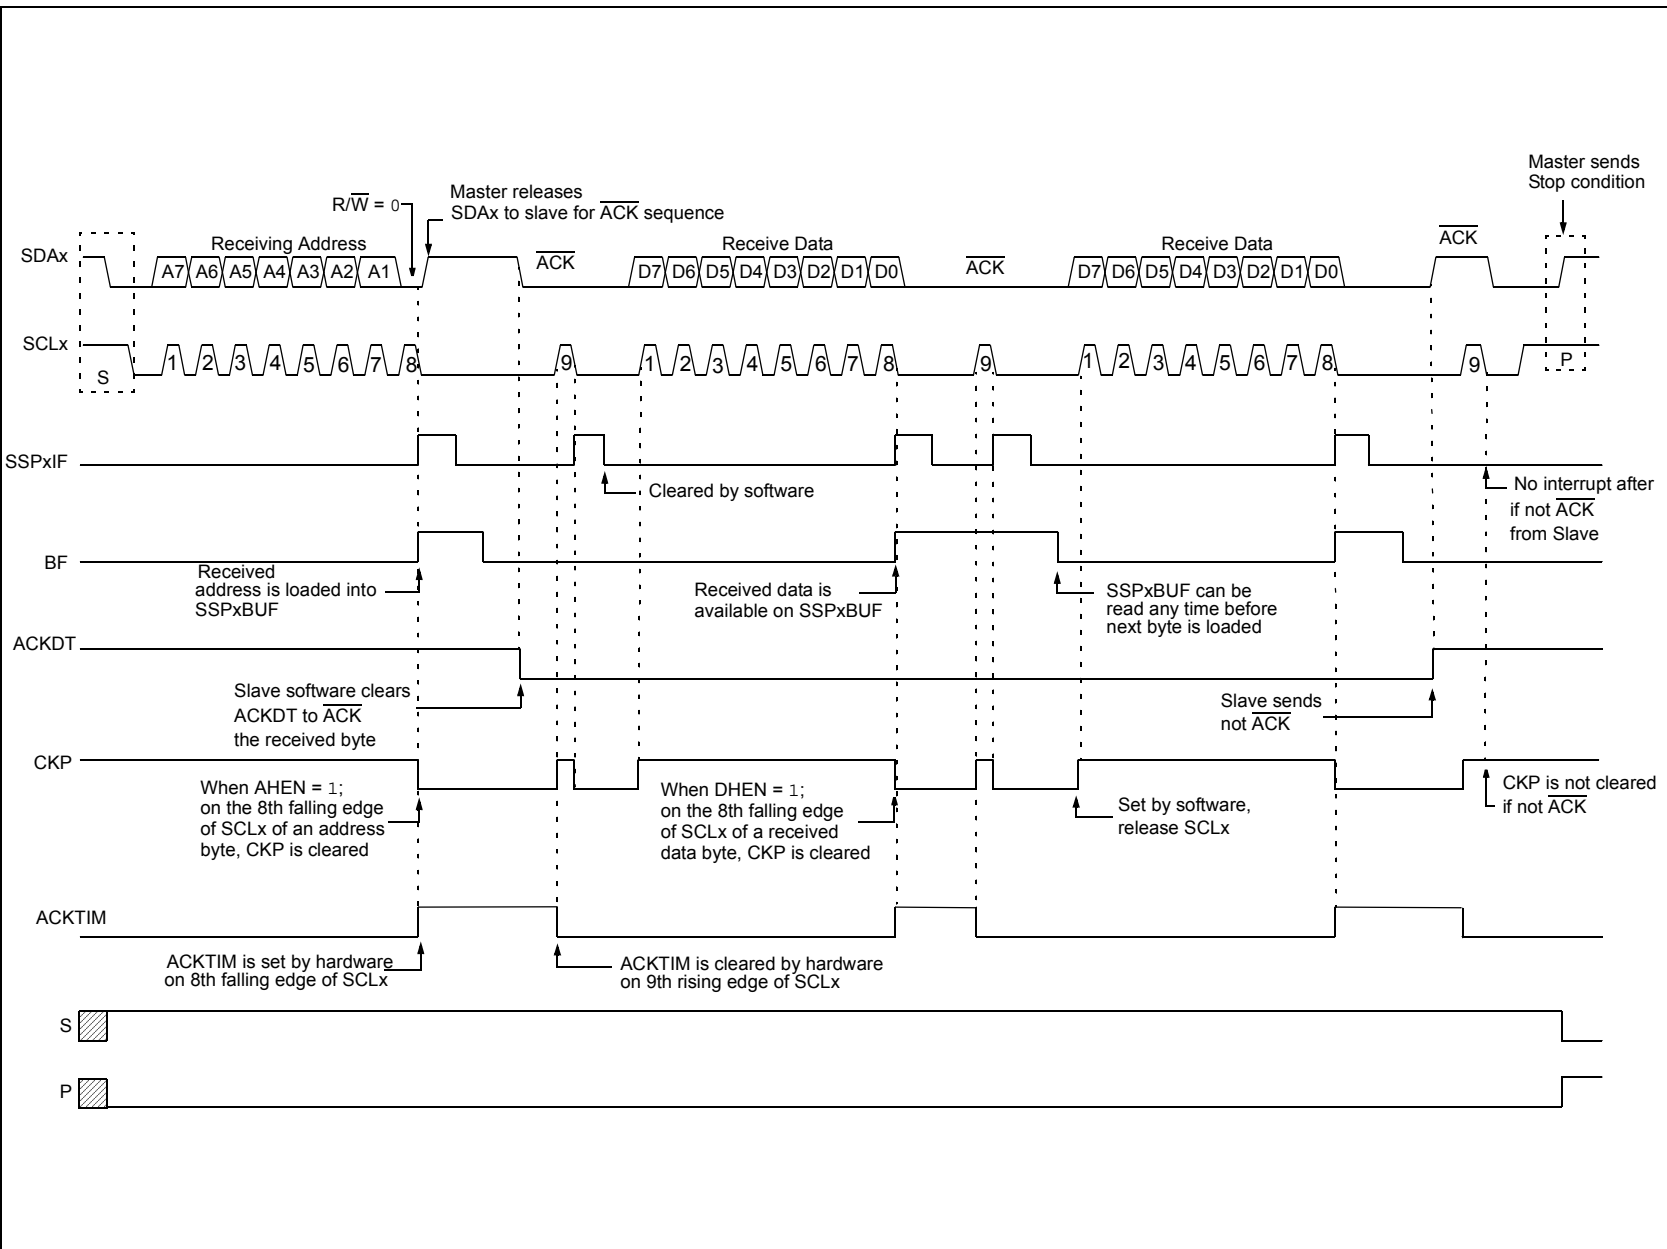 Master sends
Stop condition
R/W̅ = 0
Master releases
SDAx to slave for A̅C̅K̅ sequence
SDAx
Receiving Address
A̅C̅K̅
Receive Data
A̅C̅K̅
Receive Data
A̅C̅K̅
A7 A6 A5 A4 A3 A2 A1
D7 D6 D5 D4 D3 D2 D1 D0
D7 D6 D5 D4 D3 D2 D1 D0
SCLx
S
1 2 3 4 5 6 7 8 9
1 2 3 4 5 6 7 8 9
1 2 3 4 5 6 7 8 9
P
SSPxIF
Cleared by software
No interrupt after
if not A̅C̅K̅
from Slave
BF
Received
address is loaded into
SSPxBUF
Received data is
available on SSPxBUF
SSPxBUF can be
read any time before
next byte is loaded
ACKDT
Slave software clears
ACKDT to A̅C̅K̅
the received byte
Slave sends
not A̅C̅K̅
CKP
When AHEN = 1;
on the 8th falling edge
of SCLx of an address
byte, CKP is cleared
When DHEN = 1;
on the 8th falling edge
of SCLx of a received
data byte, CKP is cleared
Set by software,
release SCLx
CKP is not cleared
if not A̅C̅K̅
ACKTIM
ACKTIM is set by hardware
on 8th falling edge of SCLx
ACKTIM is cleared by hardware
on 9th rising edge of SCLx
S
P